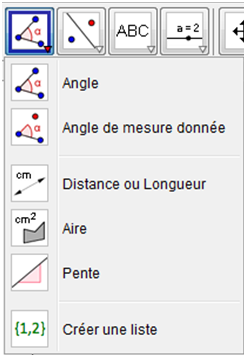 ABC
a = 2
Angle
Angle de mesure donnée
cm
Distance ou Longueur
cm²
Aire
Pente
{1,2}
Créer une liste